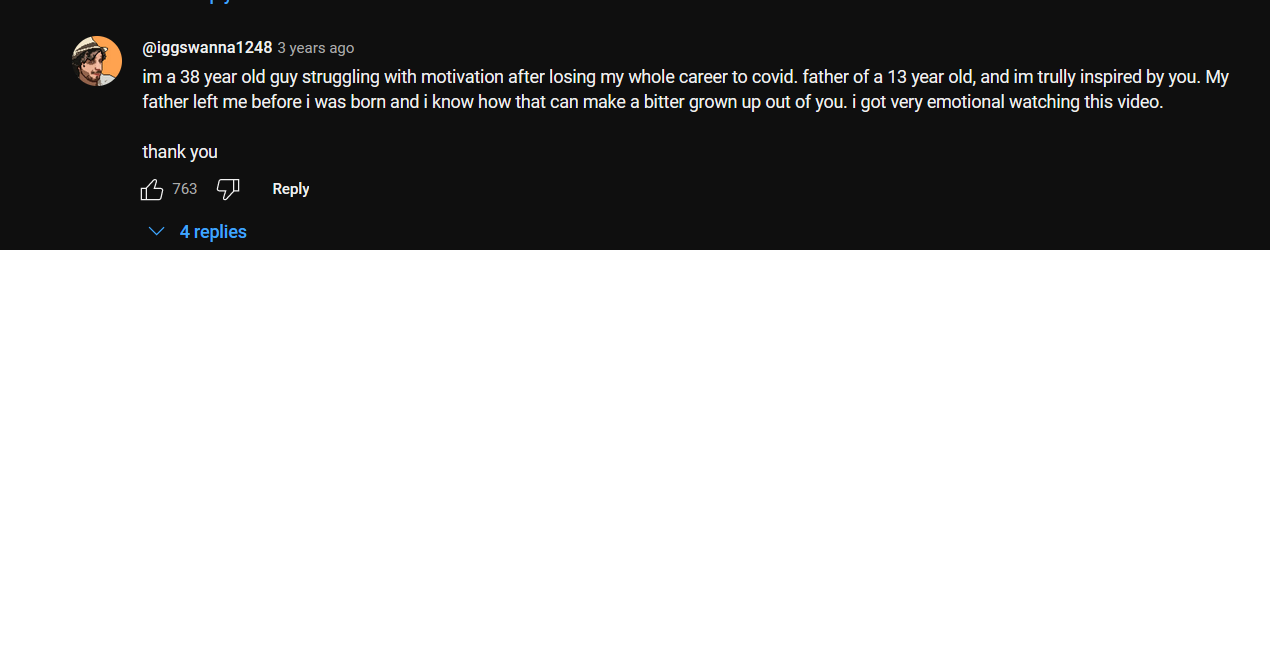 @iggswanna1248 3 years ago
im a 38 year old guy struggling with motivation after losing my whole career to covid. father of a 13 year old, and im trully inspired by you. My
father left me before i was born and i know how that can make a bitter grown up out of you. i got very emotional watching this video.
thank you
763 Reply
4 replies